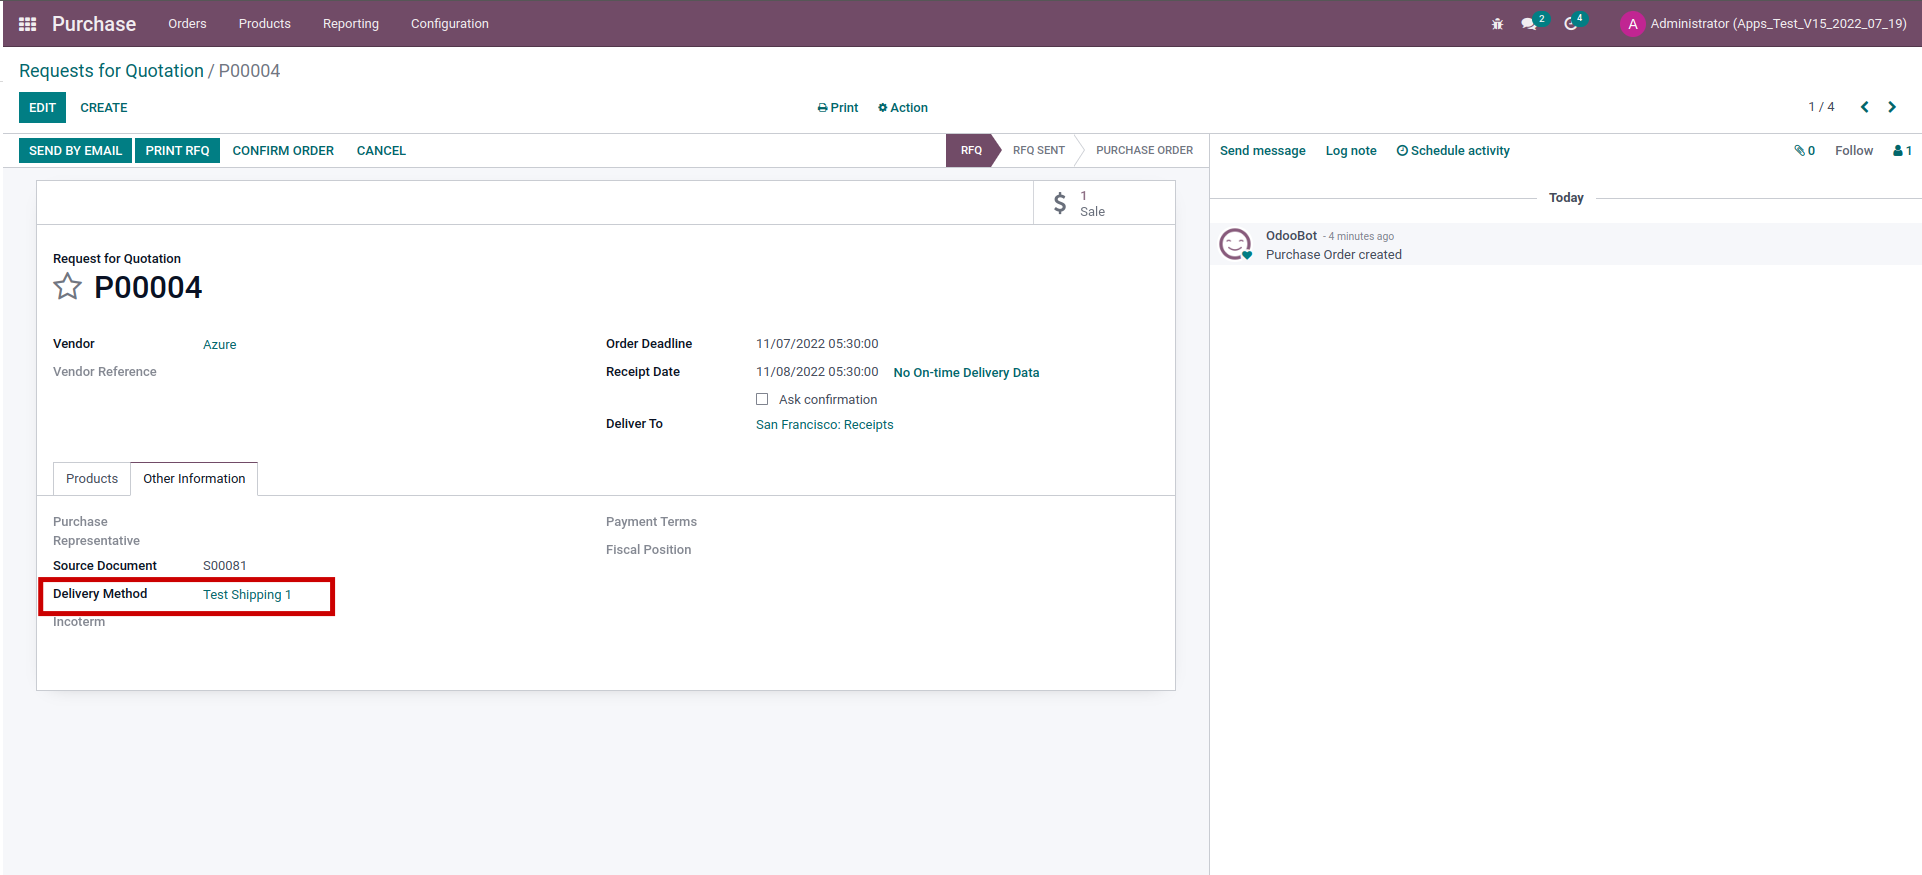 Purchase Orders Products Reporting Configuration 2 4 A Administrator (Apps_Test_V15_2022_07_19)
Requests for Quotation / P00004
EDIT CREATE Print Action 1 / 4
SEND BY EMAIL PRINT RFQ CONFIRM ORDER CANCEL RFQ RFQ SENT PURCHASE ORDER
Send message Log note Schedule activity 0 Follow 1
1
Sale
Today
OdooBot - 4 minutes ago
Purchase Order created
Request for Quotation
P00004
Vendor Azure
Vendor Reference
Order Deadline 11/07/2022 05:30:00
Receipt Date 11/08/2022 05:30:00 No On-time Delivery Data
Ask confirmation
Deliver To San Francisco: Receipts
Products Other Information
Purchase
Representative
Source Document S00081
Delivery Method Test Shipping 1
Incoterm
Payment Terms
Fiscal Position